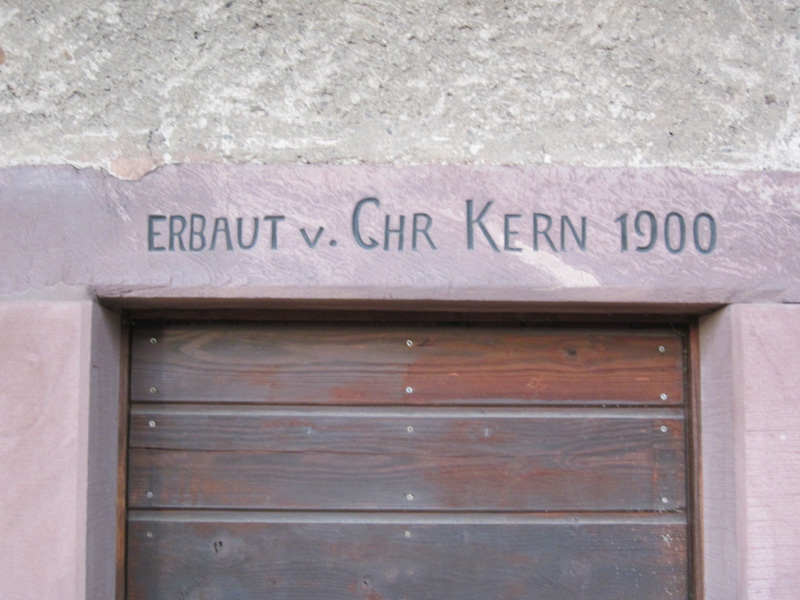 ERBAUT v. CHR KERN 1900